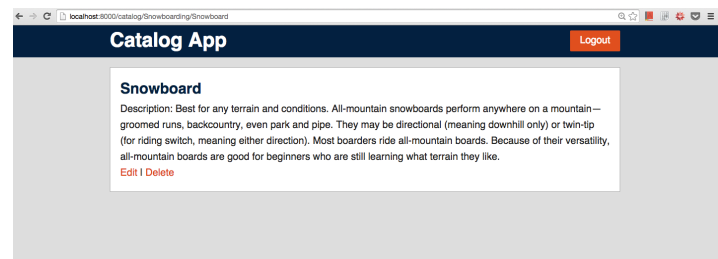 localhost:8000/catalog/Snowboarding/Snowboard
Catalog App
Logout
Snowboard
Description: Best for any terrain and conditions. All-mountain snowboards perform anywhere on a mountain—
groomed runs, backcountry, even park and pipe. They may be directional (meaning downhill only) or twin-tip
(for riding switch, meaning either direction). Most boarders ride all-mountain boards. Because of their versatility,
all-mountain boards are good for beginners who are still learning what terrain they like.
Edit | Delete